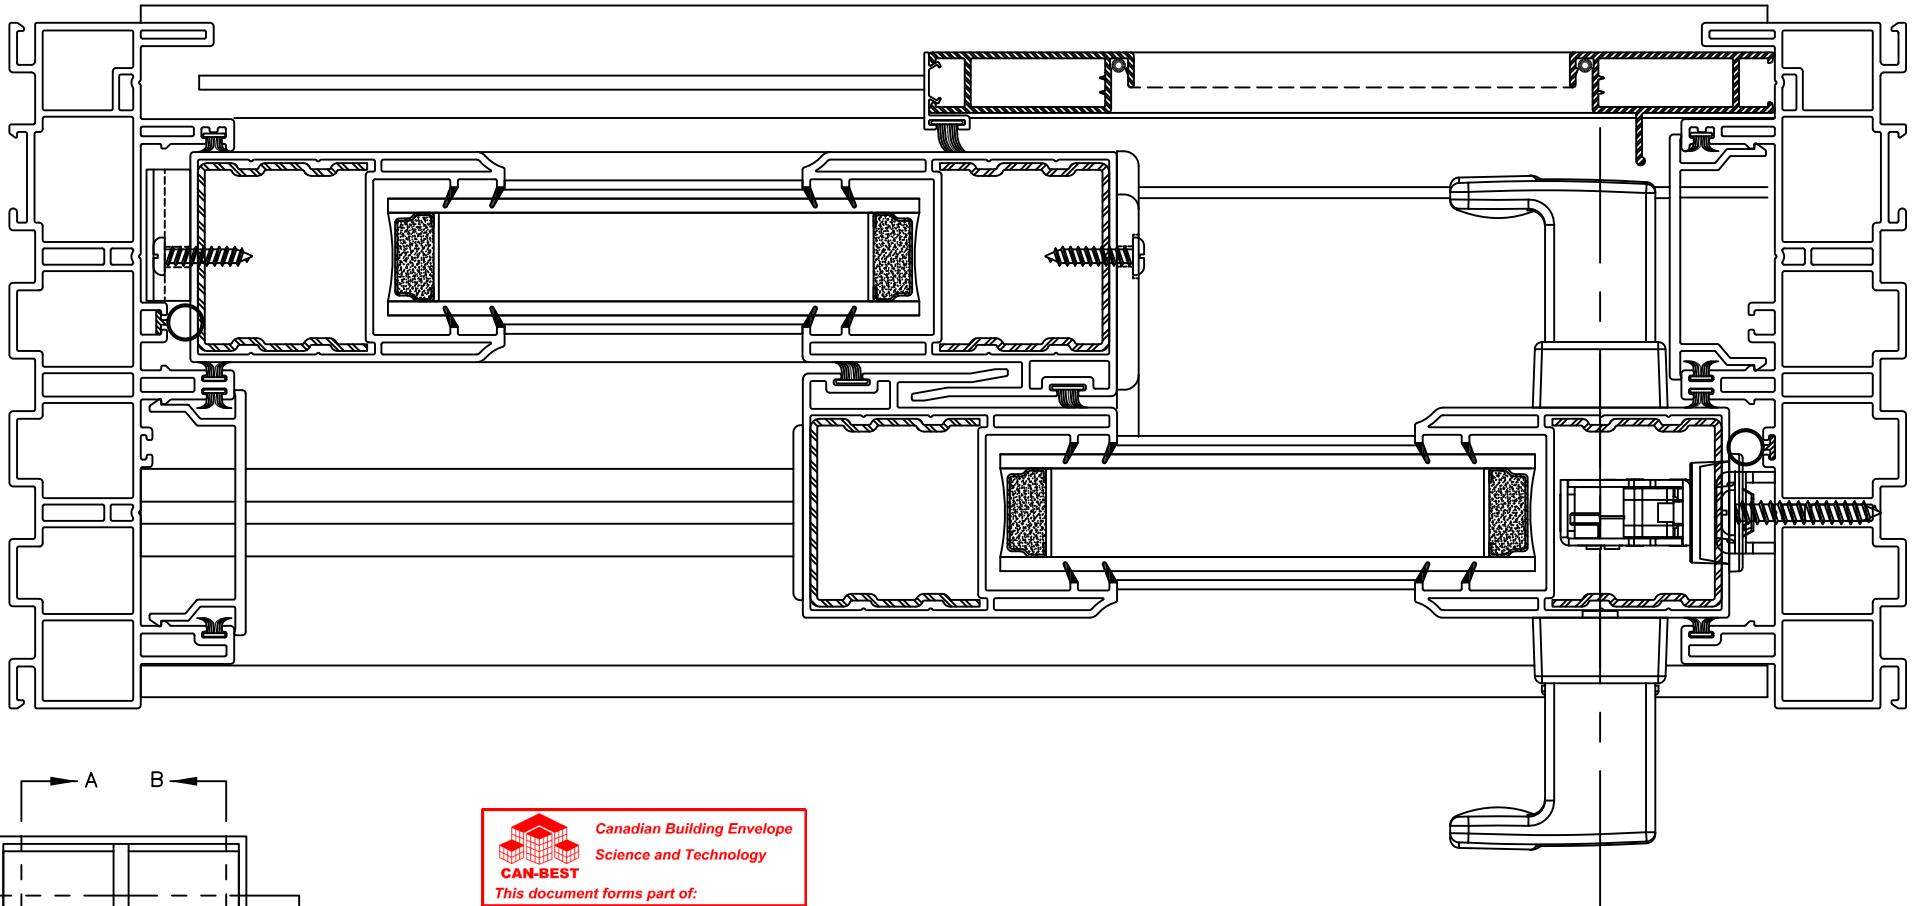 A B
Canadian Building Envelope
Science and Technology
CAN-BEST
This document forms part of: